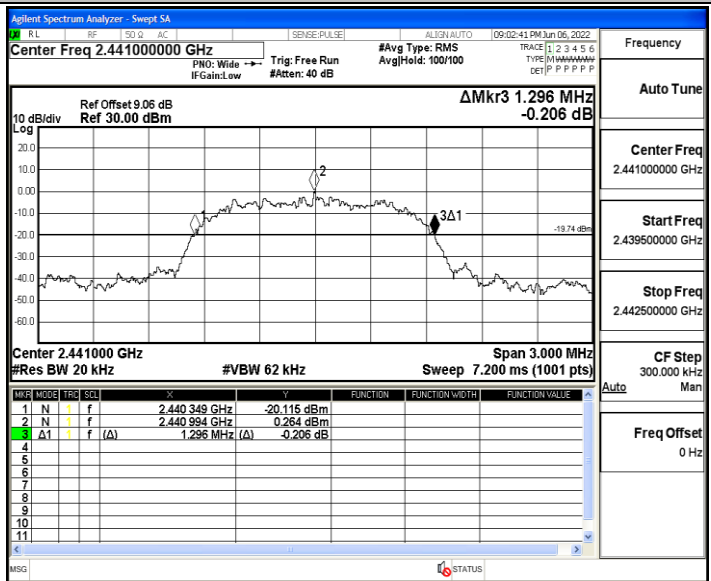 Agilent Spectrum Analyzer - Swept SA
LXI RL RF 50 Ω AC SENSE:PULSE ALIGN AUTO 09:02:41 PM Jun 06, 2022
Center Freq 2.441000000 GHz
PNO: Wide
IFGain:Low
Trig: Free Run
#Atten: 40 dB
#Avg Type: RMS
Avg|Hold: 100/100
TRACE 1 2 3 4 5 6
TYPE M WWWWW
DET P P P P P P
Ref Offset 9.06 dB
10 dB/div Ref 30.00 dBm
Log
ΔMkr3 1.296 MHz
-0.206 dB
20.0
10.0
0.00
-10.0
-20.0
-30.0
-40.0
-50.0
-60.0
1
2
3Δ1
-19.74 dBm
Center 2.441000 GHz Span 3.000 MHz
#Res BW 20 kHz #VBW 62 kHz Sweep 7.200 ms (1001 pts)
MKR MODE TRC SCL X Y FUNCTION FUNCTION WIDTH FUNCTION VALUE
1 N 1 f 2.440 349 GHz -20.115 dBm
2 N 1 f 2.440 994 GHz 0.264 dBm
3 Δ1 1 f (Δ) 1.296 MHz (Δ) -0.206 dB
4
5
6
7
8
9
10
11
MSG STATUS
Frequency
Auto Tune
Center Freq
2.441000000 GHz
Start Freq
2.439500000 GHz
Stop Freq
2.442500000 GHz
CF Step
300.000 kHz
Auto Man
Freq Offset
0 Hz